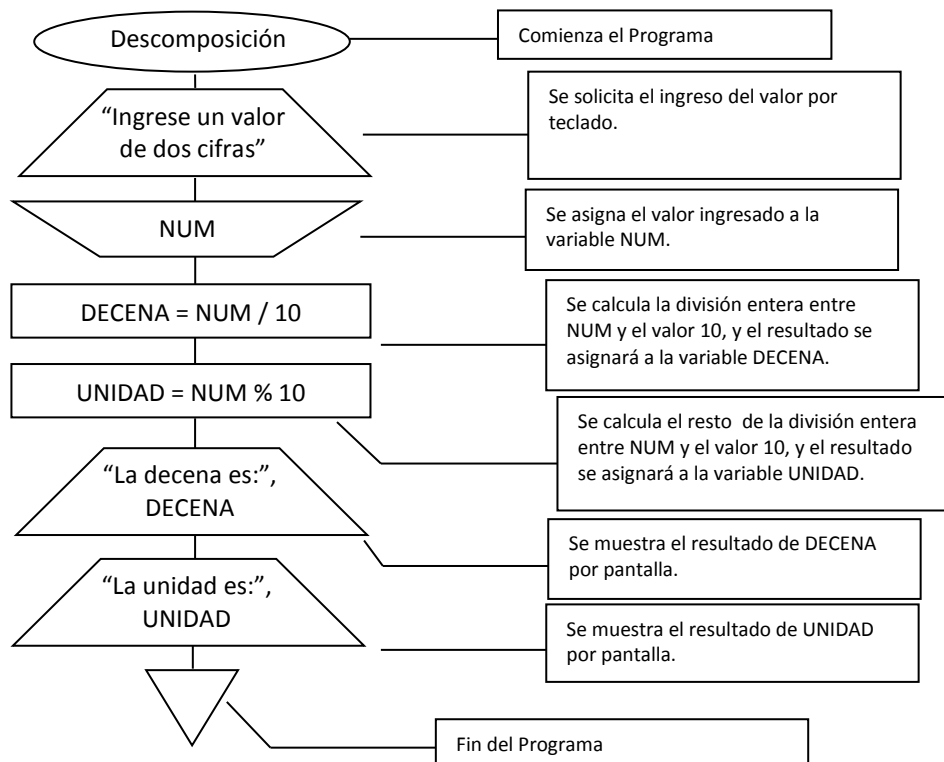 Descomposición
Comienza el Programa
“Ingrese un valor
de dos cifras”
Se solicita el ingreso del valor por
teclado.
NUM
Se asigna el valor ingresado a la
variable NUM.
DECENA = NUM / 10
Se calcula la división entera entre
NUM y el valor 10, y el resultado se
asignará a la variable DECENA.
UNIDAD = NUM % 10
Se calcula el resto de la división entera
entre NUM y el valor 10, y el resultado
se asignará a la variable UNIDAD.
“La decena es:”,
DECENA
Se muestra el resultado de DECENA
por pantalla.
“La unidad es:”,
UNIDAD
Se muestra el resultado de UNIDAD
por pantalla.
Fin del Programa